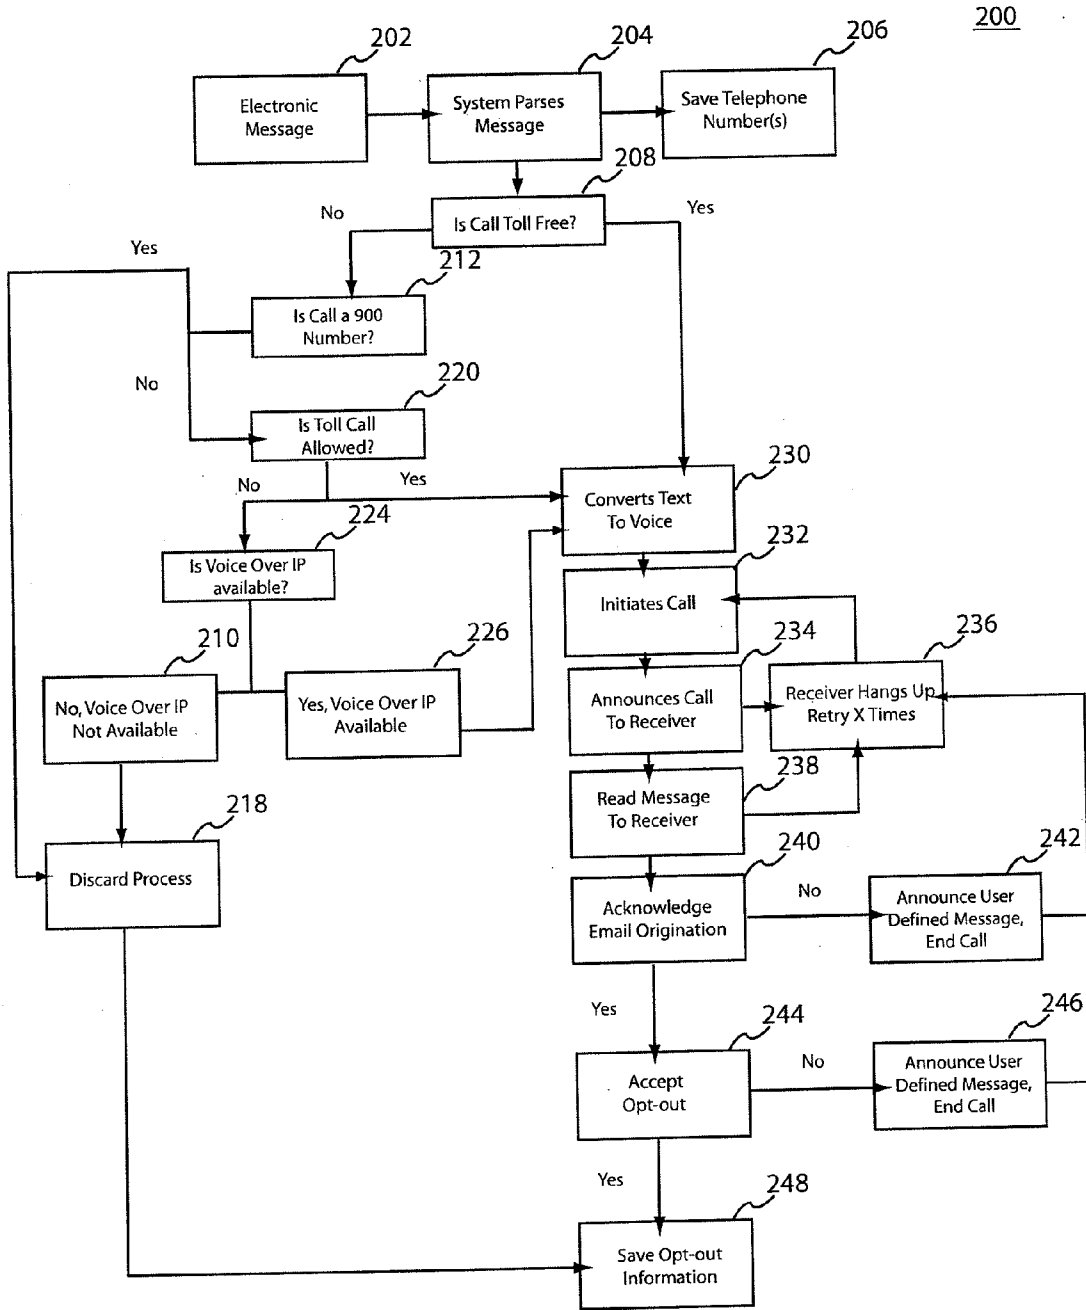 200
202
204
206
Electronic
Message
System Parses
Message
Save Telephone
Number(s)
208
No
Is Call Toll Free?
Yes
Yes
212
Is Call a 900
Number?
No
220
Is Toll Call
Allowed?
No
Yes
230
Converts Text
To Voice
224
Is Voice Over IP
available?
232
Initiates Call
210
226
234
236
No, Voice Over IP
Not Available
Yes, Voice Over IP
Available
Announces Call
To Receiver
Receiver Hangs Up
Retry X Times
238
Read Message
To Receiver
218
Discard Process
240
242
Acknowledge
Email Origination
No
Announce User
Defined Message,
End Call
Yes
244
246
Accept
Opt-out
No
Announce User
Defined Message,
End Call
Yes
248
Save Opt-out
Information